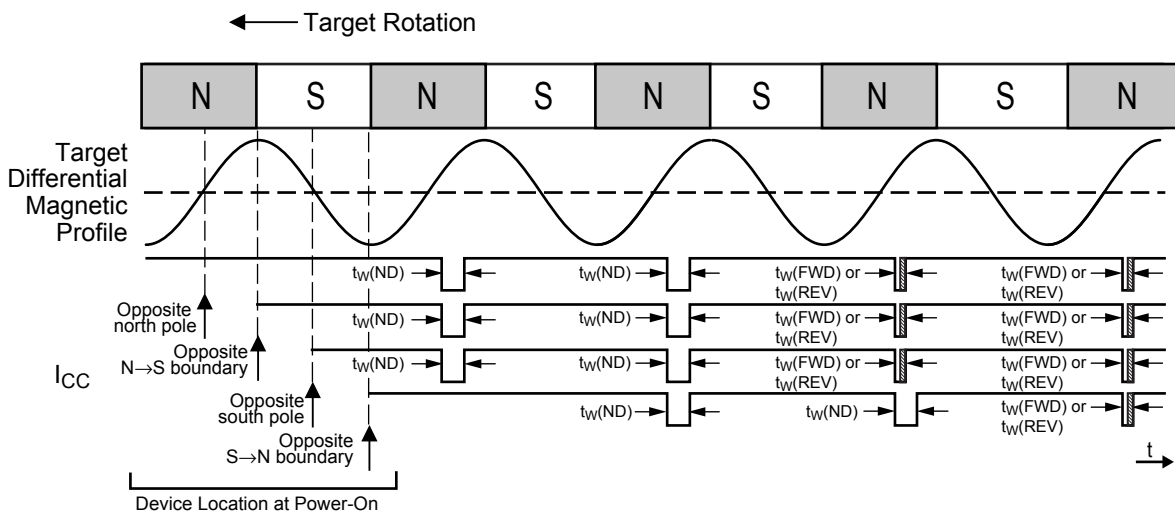 Target Rotation
N S N S N S N S N
Target
Differential
Magnetic
Profile
tW(ND) tW(ND) tW(FWD) or tW(FWD) or
tW(REV) tW(REV)
Opposite
north pole
tW(ND) tW(ND) tW(FWD) or tW(FWD) or
tW(REV) tW(REV)
Opposite
N→S boundary
ICC
tW(ND) tW(ND) tW(FWD) or tW(FWD) or
tW(REV) tW(REV)
Opposite
south pole
tW(ND) tW(ND) tW(FWD) or
tW(REV)
Opposite
S→N boundary
t
Device Location at Power-On